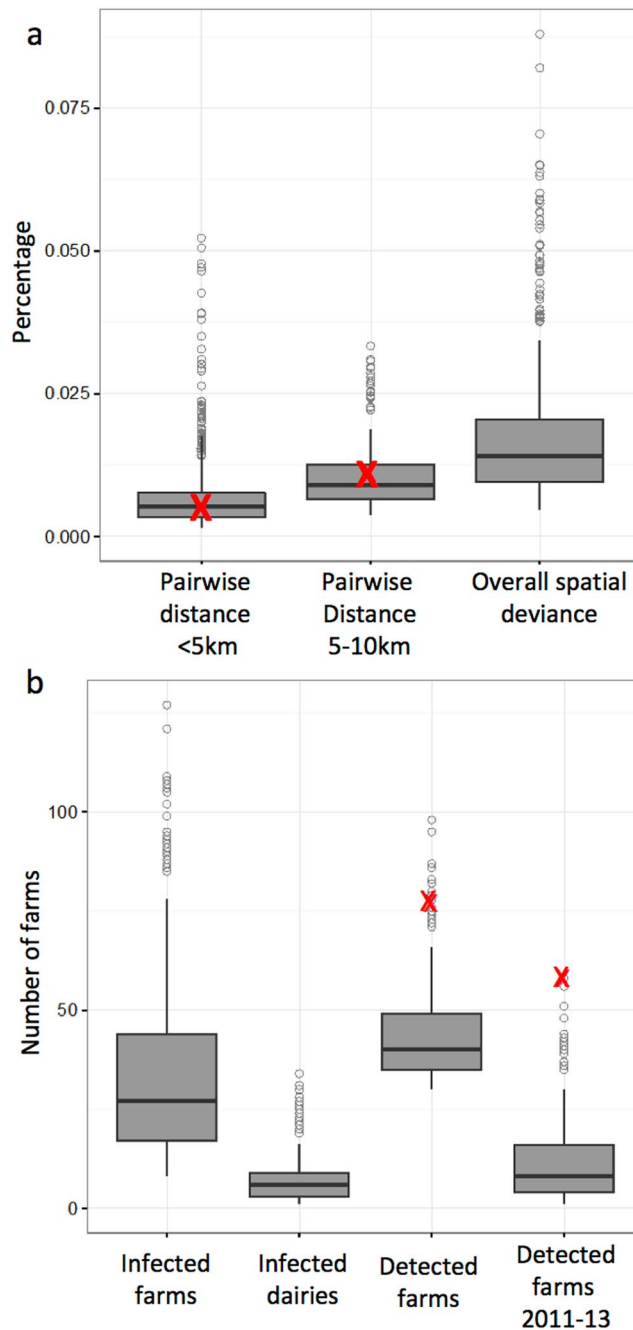 a
0.075
0.050
0.025
0.000
Percentage
Pairwise distance <5km
Pairwise Distance 5-10km
Overall spatial deviance
b
100
50
0
Number of farms
Infected farms
Infected dairies
Detected farms
Detected farms 2011-13